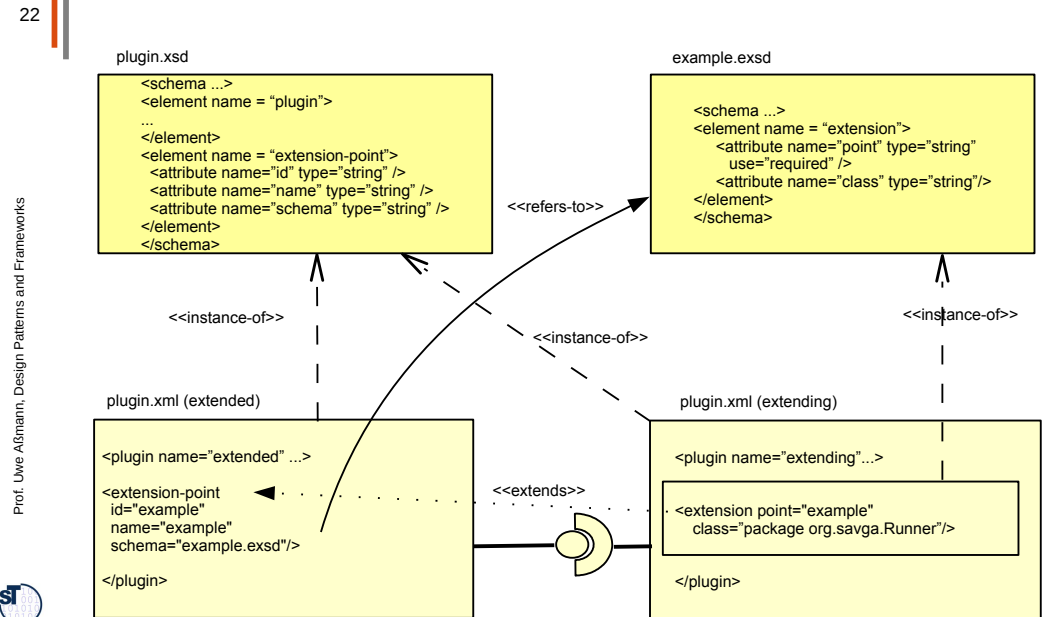 22
plugin.xsd
<schema ...>
<element name = “plugin”>
...
</element>
<element name = “extension-point”>
<attribute name=”id” type=”string” />
<attribute name=”name” type=”string” />
<attribute name=”schema” type=”string” />
</element>
</schema>
example.exsd
<schema ...>
<element name = “extension”>
<attribute name=”point” type=”string”
use=”required” />
<attribute name=”class” type=”string”/>
</element>
</schema>
<<refers-to>>
<<instance-of>>
<<instance-of>>
<<instance-of>>
plugin.xml (extended)
<plugin name=”extended” ...>
<extension-point
id="example"
name="example"
schema="example.exsd"/>
</plugin>
<<extends>>
plugin.xml (extending)
<plugin name=”extending”...>
<extension point="example"
class=”package org.savga.Runner”/>
</plugin>
Prof. Uwe Aßmann, Design Patterns and Frameworks
ST